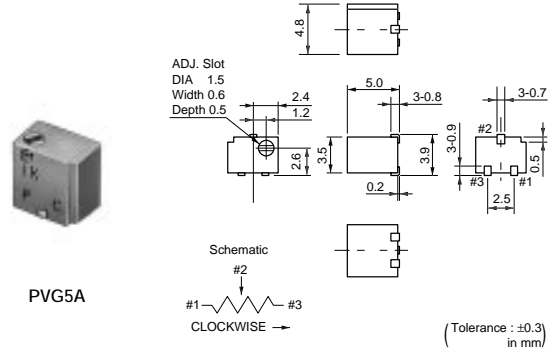 4.8
ADJ. Slot
DIA 1.5
Width 0.6
Depth 0.5
2.4
1.2
2.6
5.0
3-0.8
3.5
3.9
0.2
3-0.7
3-0.9
#2
0.5
#3
#1
2.5
PVG5A
Schematic
#2
#1
#3
CLOCKWISE
(Tolerance : ±0.3
in mm)